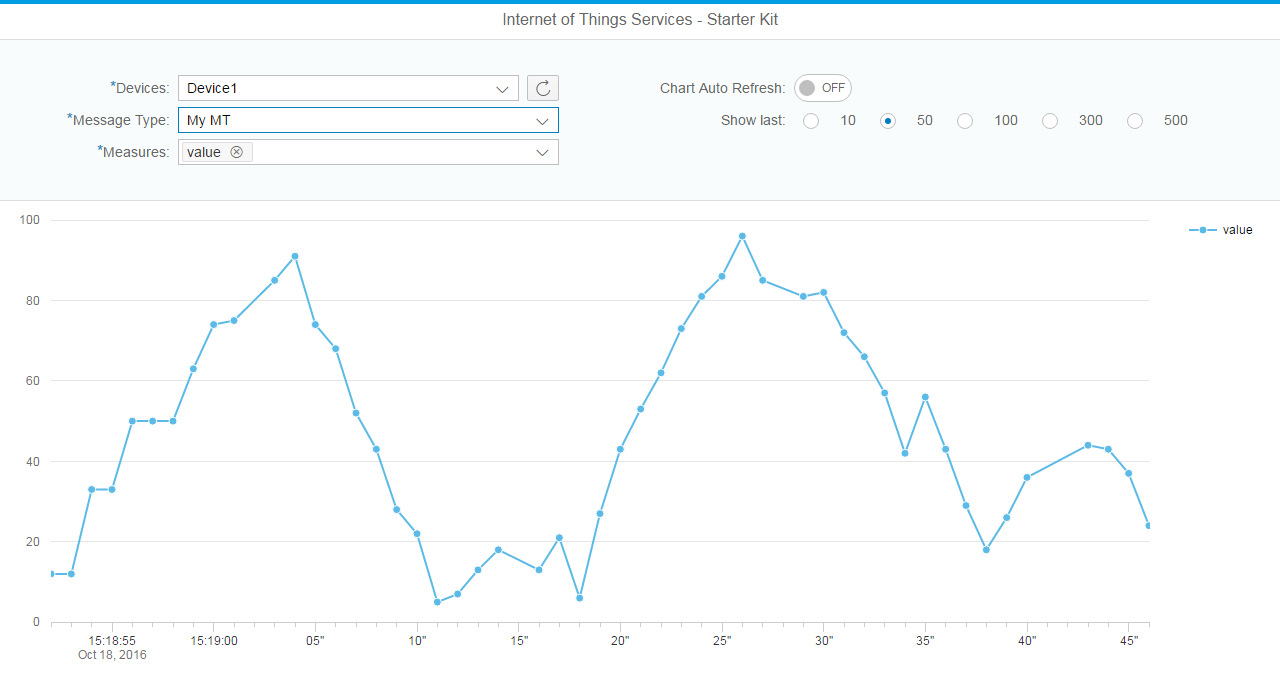 Internet of Things Services - Starter Kit
*Devices: Device1
Chart Auto Refresh: OFF
*Message Type: My MT
Show last: 10 50 100 300 500
*Measures: value
100
80
60
40
20
0
value
15:18:55 15:19:00 05" 10" 15" 20" 25" 30" 35" 40" 45"
Oct 18, 2016